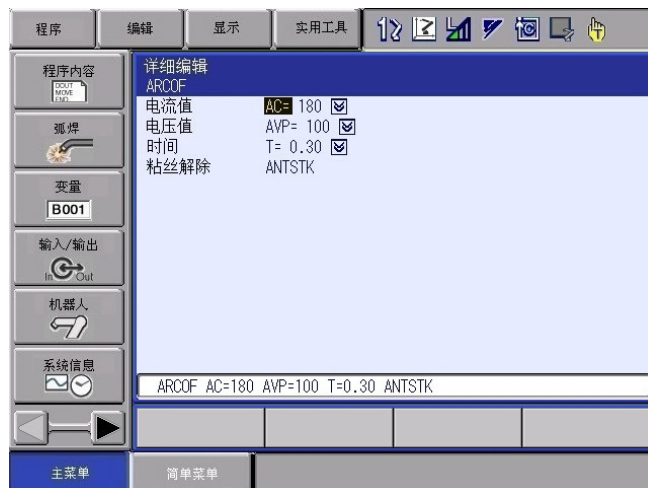 程序
编辑
显示
实用工具
程序内容
DOUT
MOVE
END
弧焊
变量
B001
输入/输出
In Out
机器人
系统信息
详细编辑
ARCOF
电流值 AC= 180
电压值 AVP= 100
时间 T= 0.30
粘丝解除 ANTSTK
ARCOF AC=180 AVP=100 T=0.30 ANTSTK
主菜单
简单菜单